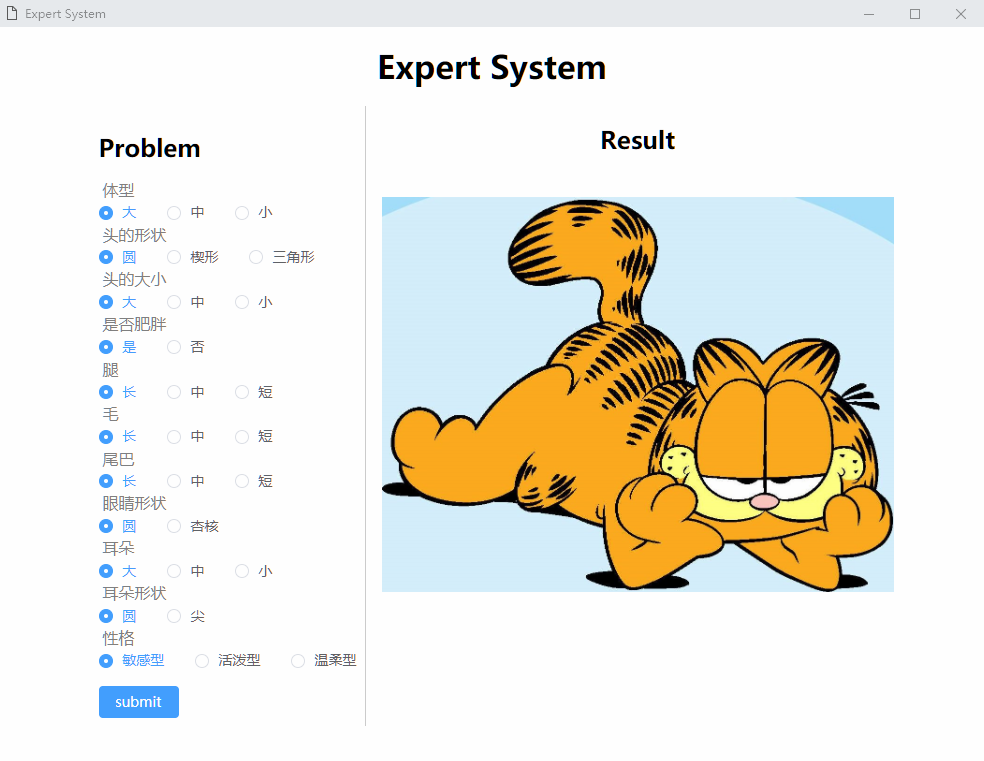 Expert System
Expert System
Problem
体型
大 中 小
头的形状
圆 楔形 三角形
头的大小
大 中 小
是否肥胖
是 否
腿
长 中 短
毛
长 中 短
尾巴
长 中 短
眼睛形状
圆 杏核
耳朵
大 中 小
耳朵形状
圆 尖
性格
敏感型 活泼型 温柔型
submit
Result